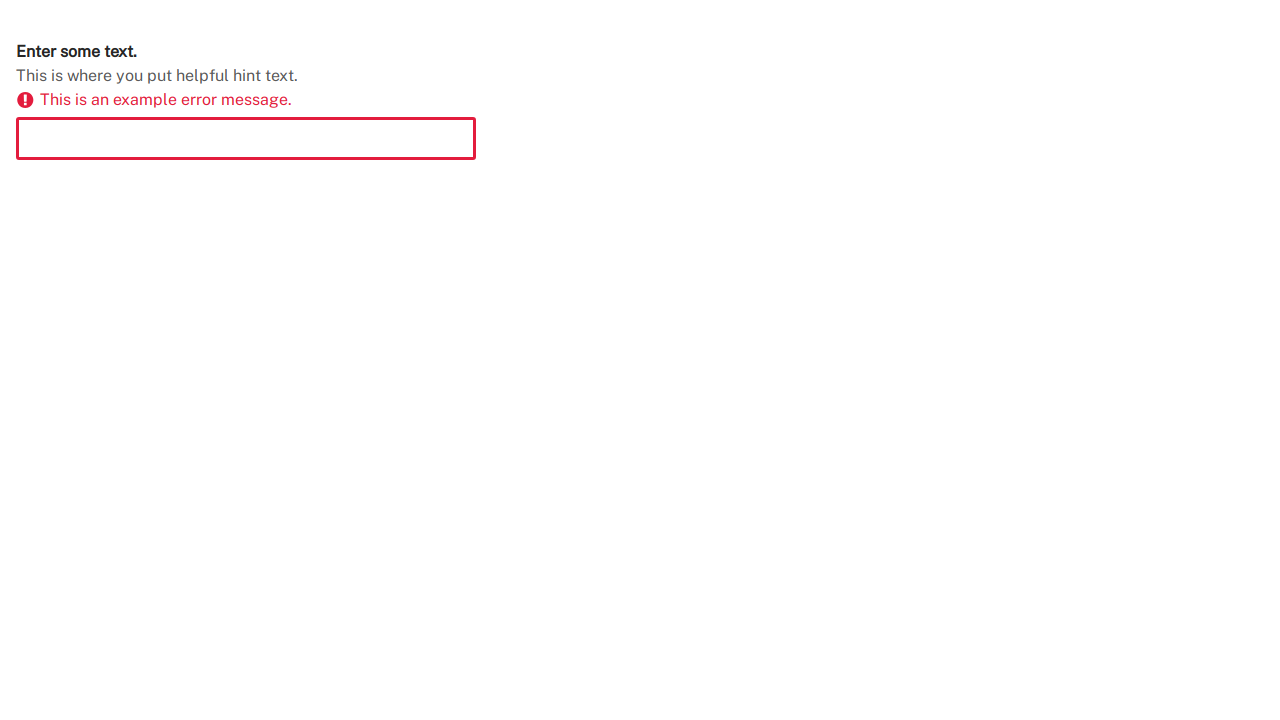 Enter some text.
This is where you put helpful hint text.
This is an example error message.